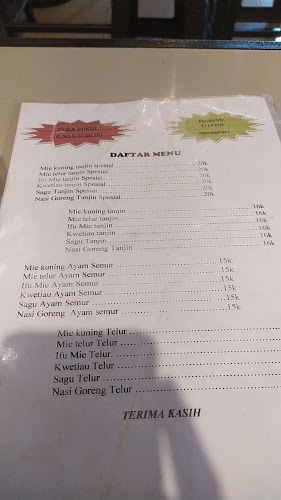 BUKA PUKUL
DAFTAR MENU
Mie kuning tanjin spesial......20k
Mie telur tanjin Spesial......20k
Ifu Mie tanjin Spesial......20k
Kwetiau tanjin Spesial......20k
Sagu Tanjin Spesial......20k
Nasi Goreng Tanjin Spesial......20k
Mie kuning tanjin......16k
Mie telur tanjin......16k
Ifu Mie tanjin......16k
Kwetiau tanjin......16k
Sagu Tanjin......16k
Nasi Goreng Tanjin......16k
Mie kuning Ayam Semur......15k
Mie telur Ayam Semur......15k
Ifu Mie Ayam Semur......15k
Kwetiau Ayam Semur......15k
Sagu Ayam Semur......15k
Nasi Goreng Ayam semur......15k
Mie kuning Telur......
Mie telur Telur......
Ifu Mie Telur......
Kwetiau Telur......
Sagu Telur......
Nasi Goreng Telur......
TERIMA KASIH